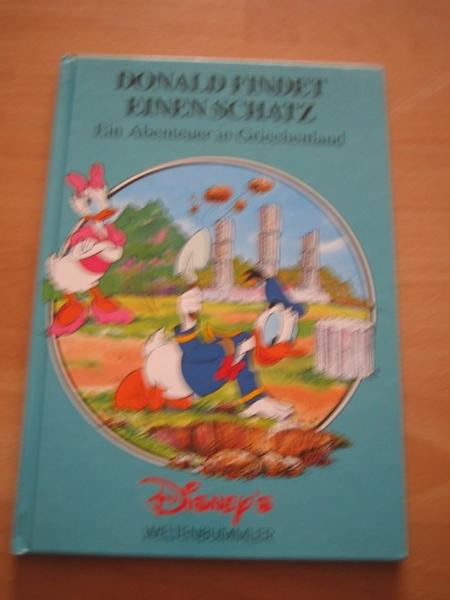 DONALD FINDET
EINEN SCHATZ
Ein Abenteuer in Griechenland
DISNEY'S
WELTENBUMMLER